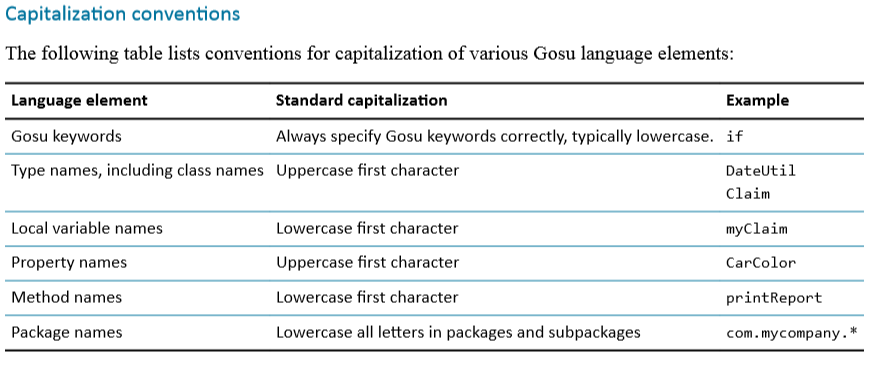 Capitalization conventions
The following table lists conventions for capitalization of various Gosu language elements:
Language element Standard capitalization Example
Gosu keywords Always specify Gosu keywords correctly, typically lowercase. if
Type names, including class names Uppercase first character DateUtil
Claim
Local variable names Lowercase first character myClaim
Property names Uppercase first character CarColor
Method names Lowercase first character printReport
Package names Lowercase all letters in packages and subpackages com.mycompany.*